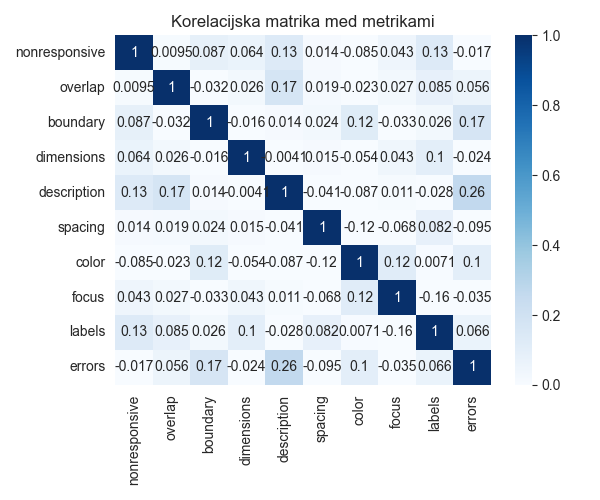 Korelacijska matrika med metrikami
nonresponsive 1 0.0095 0.087 0.064 0.13 0.014 -0.085 0.043 0.13 -0.017
overlap 0.0095 1 -0.032 0.026 0.17 0.019 -0.023 0.027 0.085 0.056
boundary 0.087 -0.032 1 -0.016 0.014 0.024 0.12 -0.033 0.026 0.17
dimensions 0.064 0.026 -0.016 1 0.0041 0.015 -0.054 0.043 0.1 -0.024
description 0.13 0.17 0.014 -0.0041 1 -0.041 -0.087 0.011 -0.028 0.26
spacing 0.014 0.019 0.024 0.015 -0.041 1 -0.12 -0.068 0.082 -0.095
color -0.085 -0.023 0.12 -0.054 -0.087 -0.12 1 0.12 0.0071 0.1
focus 0.043 0.027 -0.033 0.043 0.011 -0.068 0.12 1 -0.16 -0.035
labels 0.13 0.085 0.026 0.1 -0.028 0.082 0.0071 -0.16 1 0.066
errors -0.017 0.056 0.17 -0.024 0.26 -0.095 0.1 -0.035 0.066 1
nonresponsive overlap boundary dimensions description spacing color focus labels errors
1.0
0.8
0.6
0.4
0.2
0.0